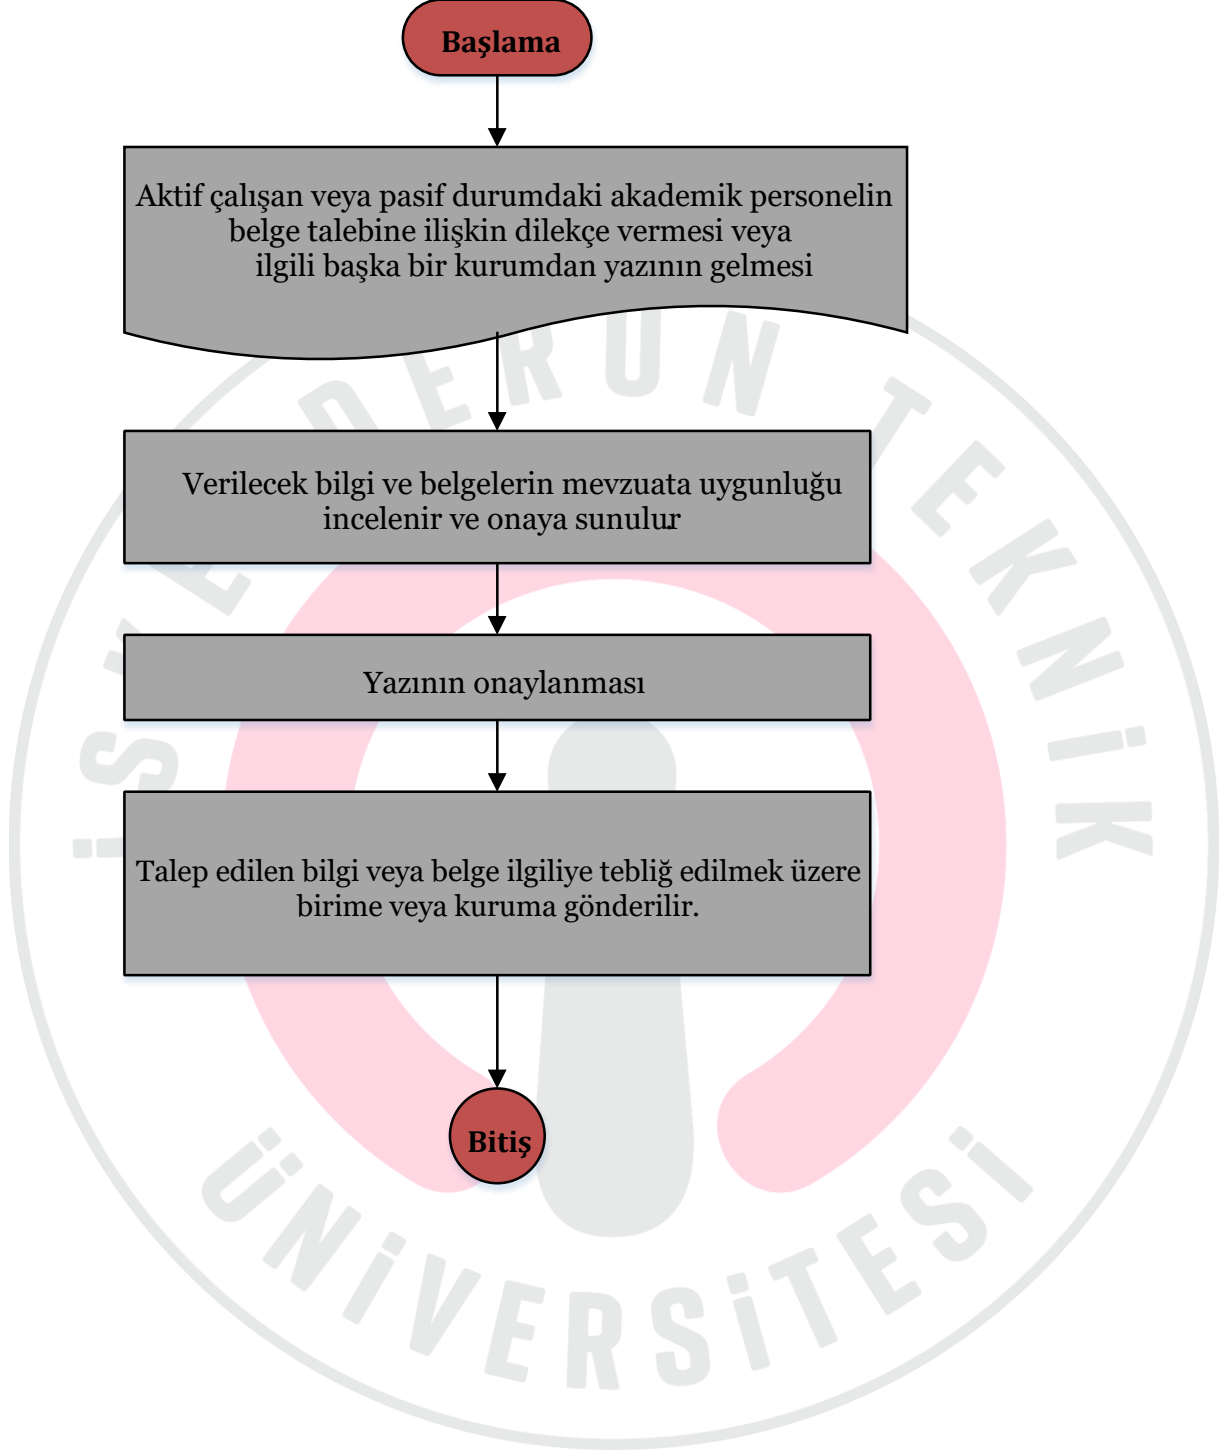 Başlama
Aktif çalışan veya pasif durumdaki akademik personelin
belge talebine ilişkin dilekçe vermesi veya
ilgili başka bir kurumdan yazının gelmesi
Verilecek bilgi ve belgelerin mevzuata uygunluğu
incelenir ve onaya sunulur.
Yazının onaylanması
Talep edilen bilgi veya belge ilgiliye tebliğ edilmek üzere
birime veya kuruma gönderilir.
Bitiş
TEKNİK
ÜNİVERSİTESİ